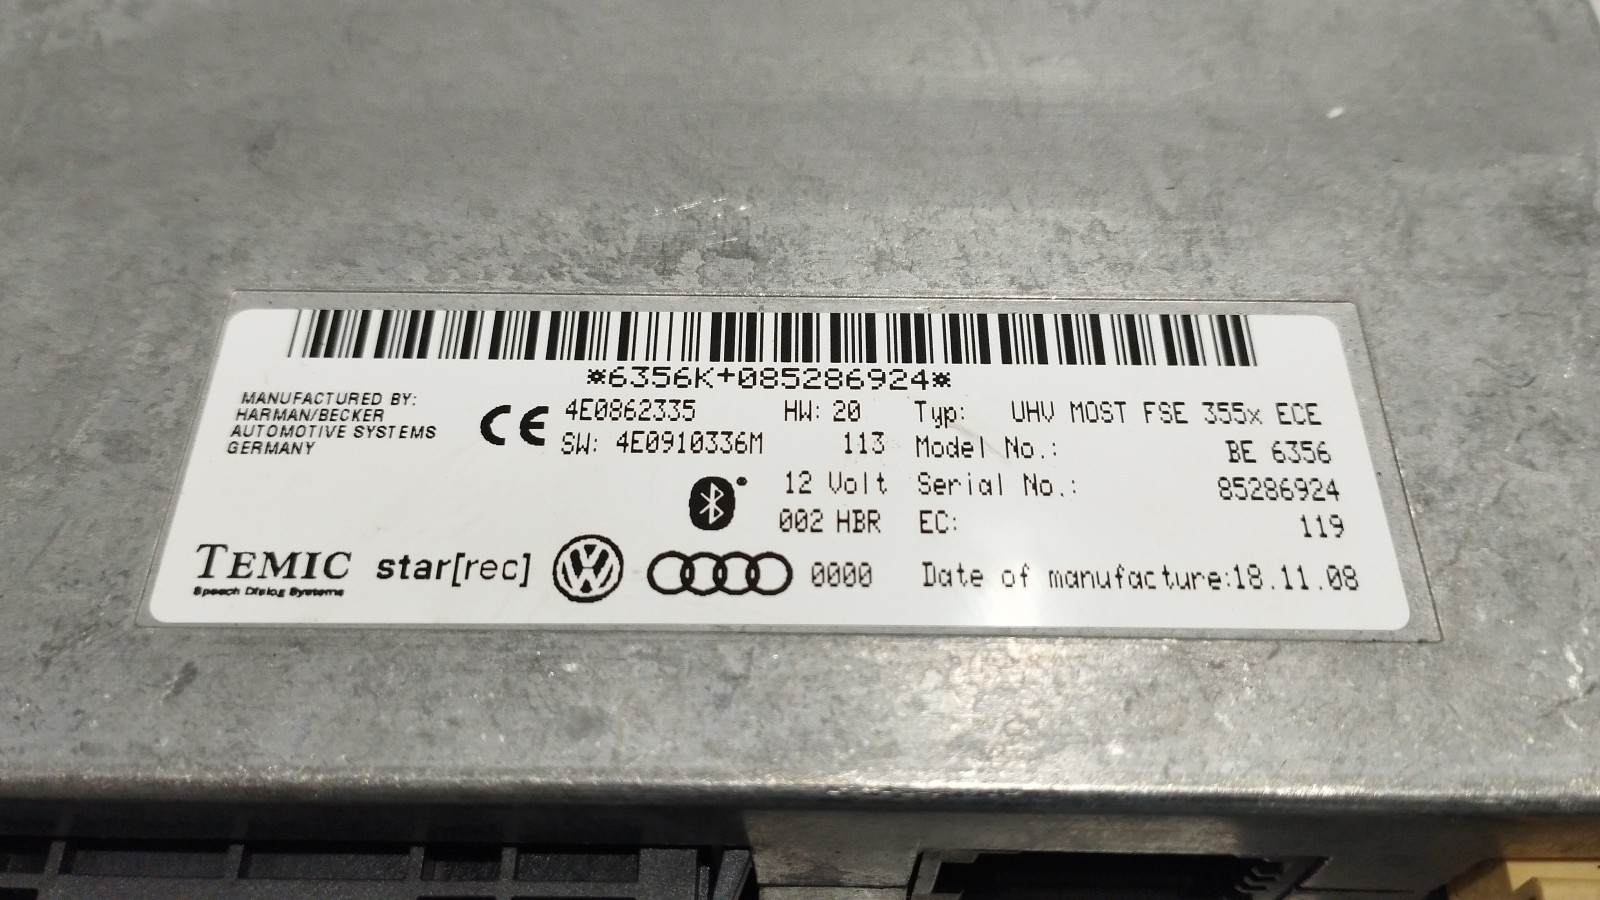 *6356K+085286924*
MANUFACTURED BY:
HARMAN/BECKER
AUTOMOTIVE SYSTEMS
GERMANY
CE
4E0862335 HW: 20
SW: 4E0910336M 113
12 Volt
002 HBR
Typ: UHV MOST FSE 355x ECE
Model No.: BE 6356
Serial No.: 85286924
EC: 119
TEMIC
Speech Dialog Systems
star[rec]
VW
0000
Date of manufacture:18.11.08